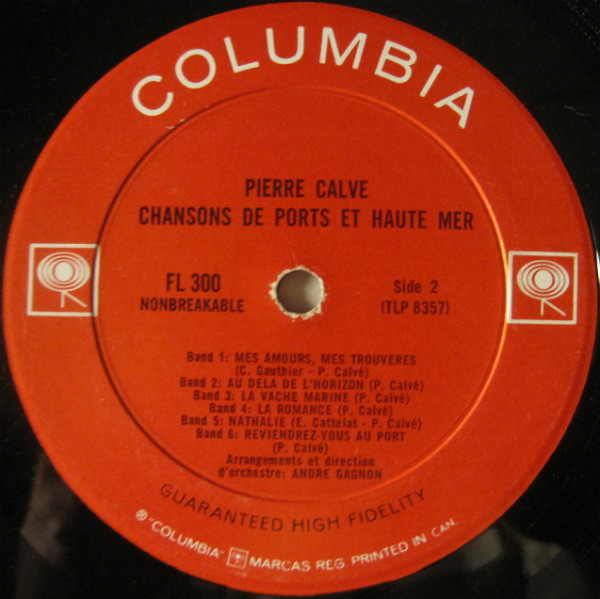 COLUMBIA
PIERRE CALVE
CHANSONS DE PORTS ET HAUTE MER
FL 300
NONBREAKABLE
Side 2
(TLP 8357)
Band 1: MES AMOURS, MES TROUVERES
(C. Gauthier - P. Calvé)
Band 2: AU DELA DE L'HORIZON (P. Calvé)
Band 3: LA VACHE MARINE (P. Calvé)
Band 4: LA ROMANCE (P. Calvé)
Band 5: NATHALIE (E. Cattelat - P. Calvé)
Band 6: REVIENDREZ-VOUS AU PORT
(P. Calvé)
Arrangements et direction
d'orchestre: ANDRE GAGNON
GUARANTEED HIGH FIDELITY
® "COLUMBIA" MARCAS REG. PRINTED IN CAN.